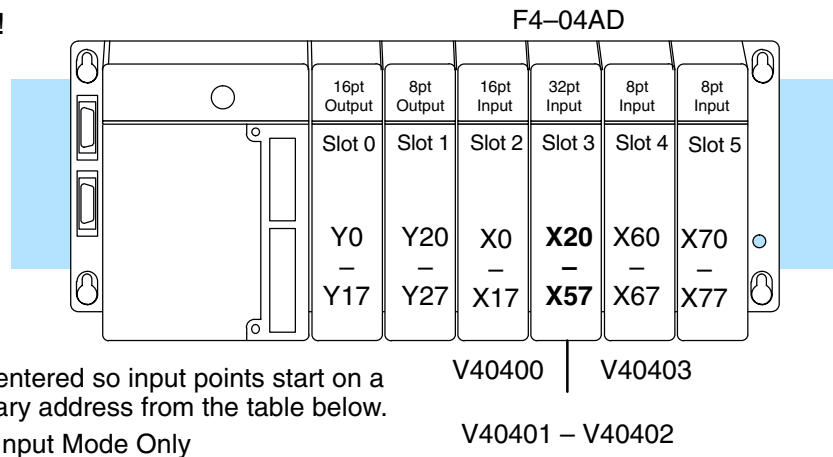 !
F4–04AD
16pt 8pt 16pt 32pt 8pt 8pt
Output Output Input Input Input Input
Slot 0 Slot 1 Slot 2 Slot 3 Slot 4 Slot 5
Y0 Y20 X0 X20 X60 X70
– – – – – –
Y17 Y27 X17 X57 X67 X77
entered so input points start on a
V40400 V40403
ary address from the table below.
nput Mode Only
V40401 – V40402